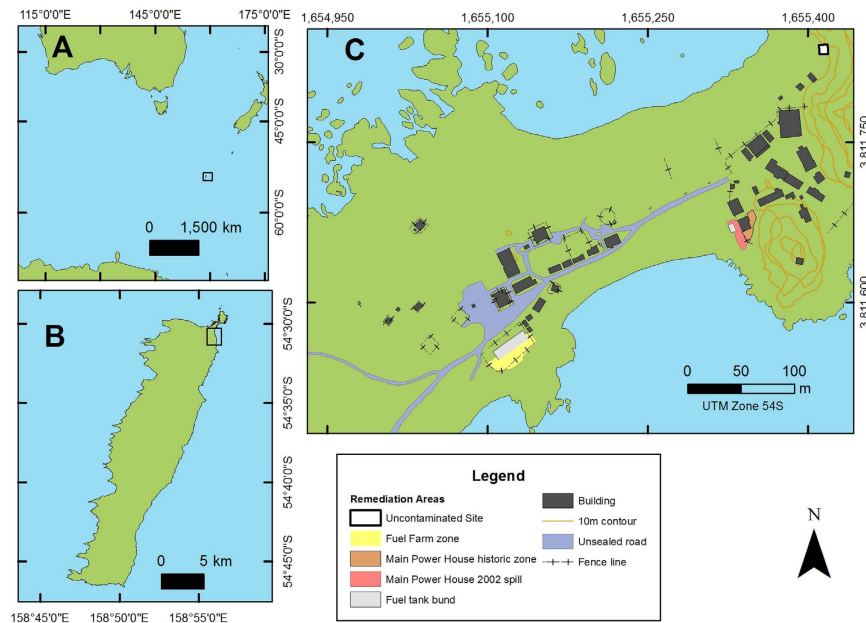 115°0'0"E 145°0'0"E 175°0'0"E
A
30°0'0"S
45°0'0"S
60°0'0"S
0 1,500 km
B
54°30'0"S
54°35'0"S
54°40'0"S
54°45'0"S
0 5 km
158°45'0"E 158°50'0"E 158°55'0"E
1,654,950 1,655,100 1,655,250 1,655,400
C
3,811,750
3,811,600
0 50 100
m
UTM Zone 54S
Legend
Remediation Areas
Uncontaminated Site
Fuel Farm zone
Main Power House historic zone
Main Power House 2002 spill
Fuel tank bund
Building
10m contour
Unsealed road
Fence line
N